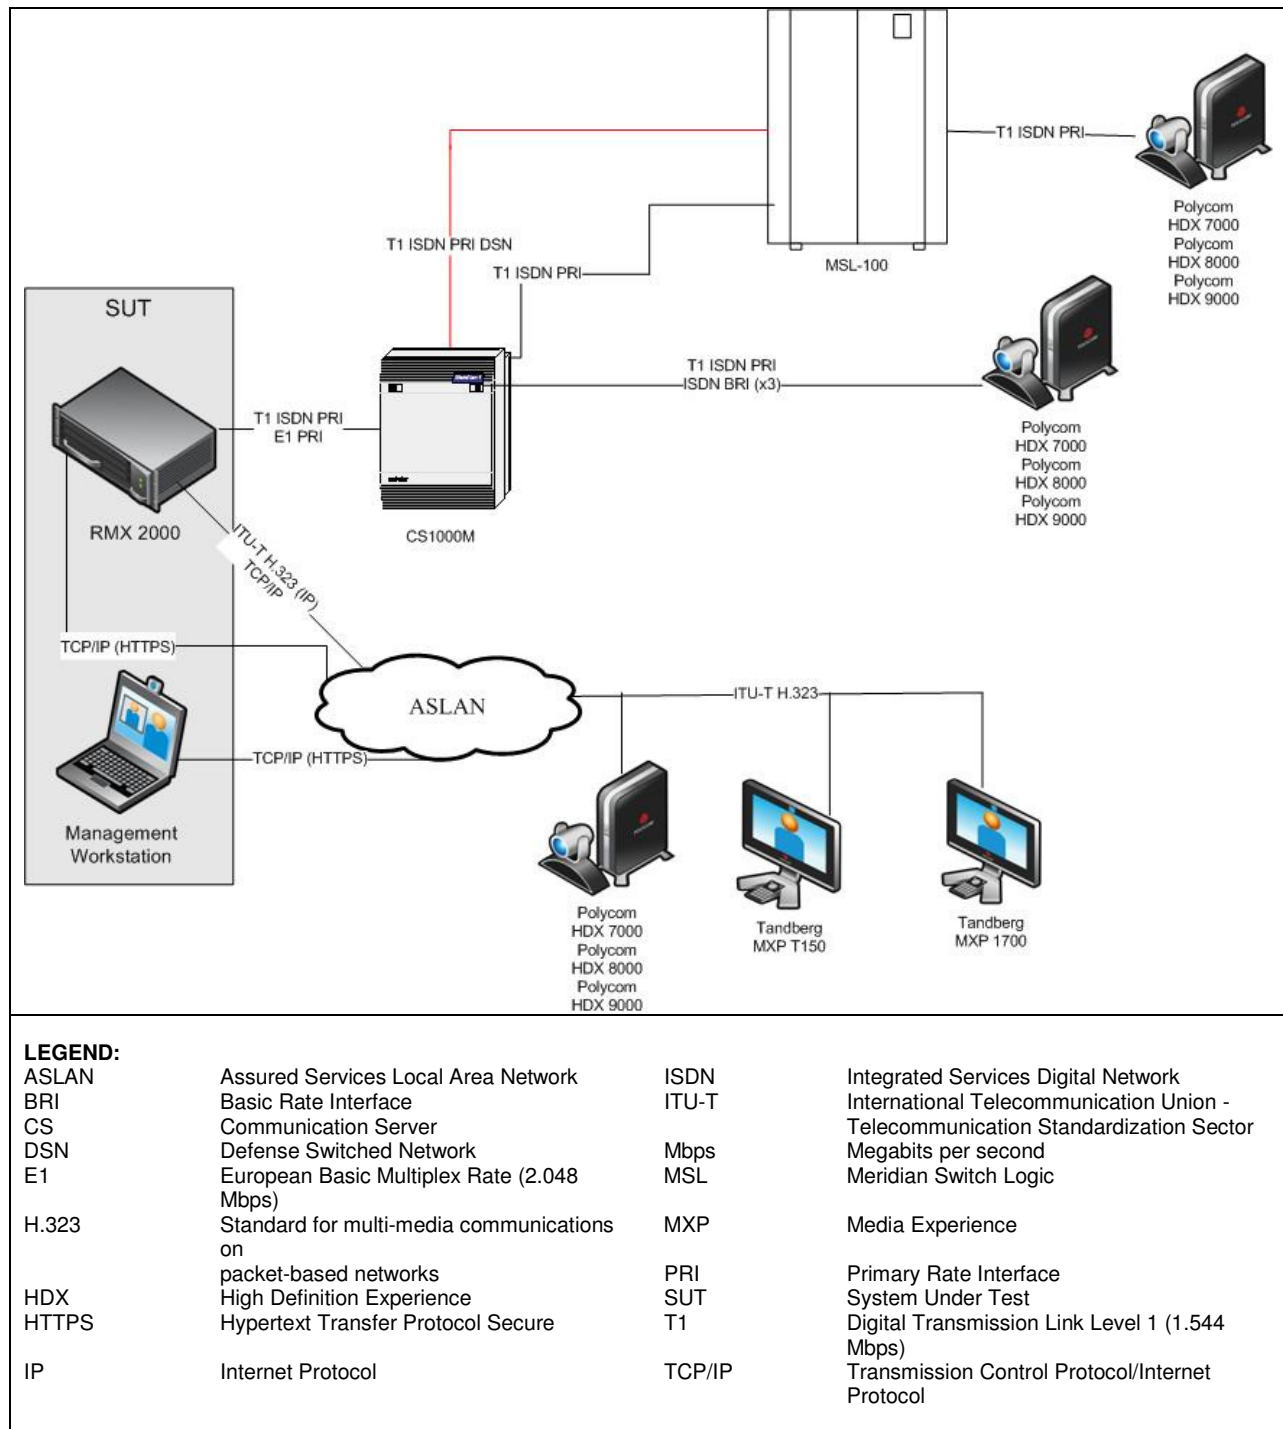 T1 ISDN PRI
Polycom
HDX 7000
Polycom
HDX 8000
Polycom
HDX 9000
MSL-100
T1 ISDN PRI DSN
T1 ISDN PRI
SUT
T1 ISDN PRI
ISDN BRI (x3)
T1 ISDN PRI
E1 PRI
Polycom
HDX 7000
Polycom
HDX 8000
Polycom
HDX 9000
RMX 2000
CS1000M
ITU-T H.323 (IP)
TCP/IP
TCP/IP (HTTPS)
ASLAN
ITU-T H.323
TCP/IP (HTTPS)
Management
Workstation
Polycom
HDX 7000
Polycom
HDX 8000
Polycom
HDX 9000
Tandberg
MXP T150
Tandberg
MXP 1700
LEGEND:
ASLAN Assured Services Local Area Network
BRI Basic Rate Interface
CS Communication Server
DSN Defense Switched Network
E1 European Basic Multiplex Rate (2.048
Mbps)
H.323 Standard for multi-media communications
on
packet-based networks
HDX High Definition Experience
HTTPS Hypertext Transfer Protocol Secure
IP Internet Protocol
ISDN Integrated Services Digital Network
ITU-T International Telecommunication Union -
Telecommunication Standardization Sector
Mbps Megabits per second
MSL Meridian Switch Logic
MXP Media Experience
PRI Primary Rate Interface
SUT System Under Test
T1 Digital Transmission Link Level 1 (1.544
Mbps)
TCP/IP Transmission Control Protocol/Internet
Protocol